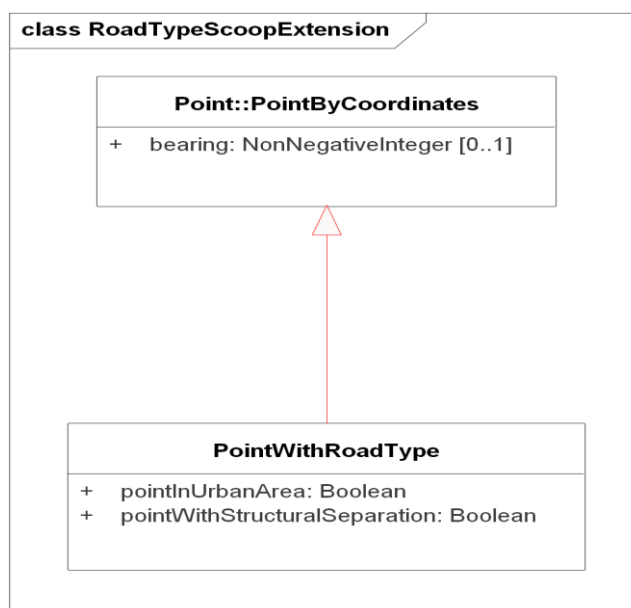 class RoadTypeScoopExtension
Point::PointByCoordinates
+ bearing: NonNegativeInteger [0..1]
PointWithRoadType
+ pointInUrbanArea: Boolean
+ pointWithStructuralSeparation: Boolean